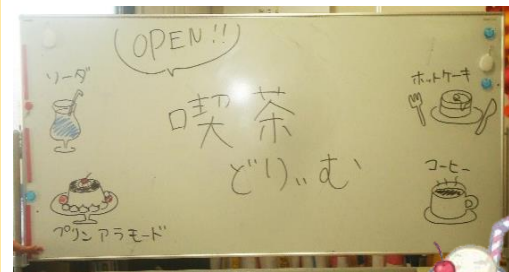 OPEN!!
ソーダ
ホットケーキ
喫茶
どりぃむ
コーヒー
プリンアラモード